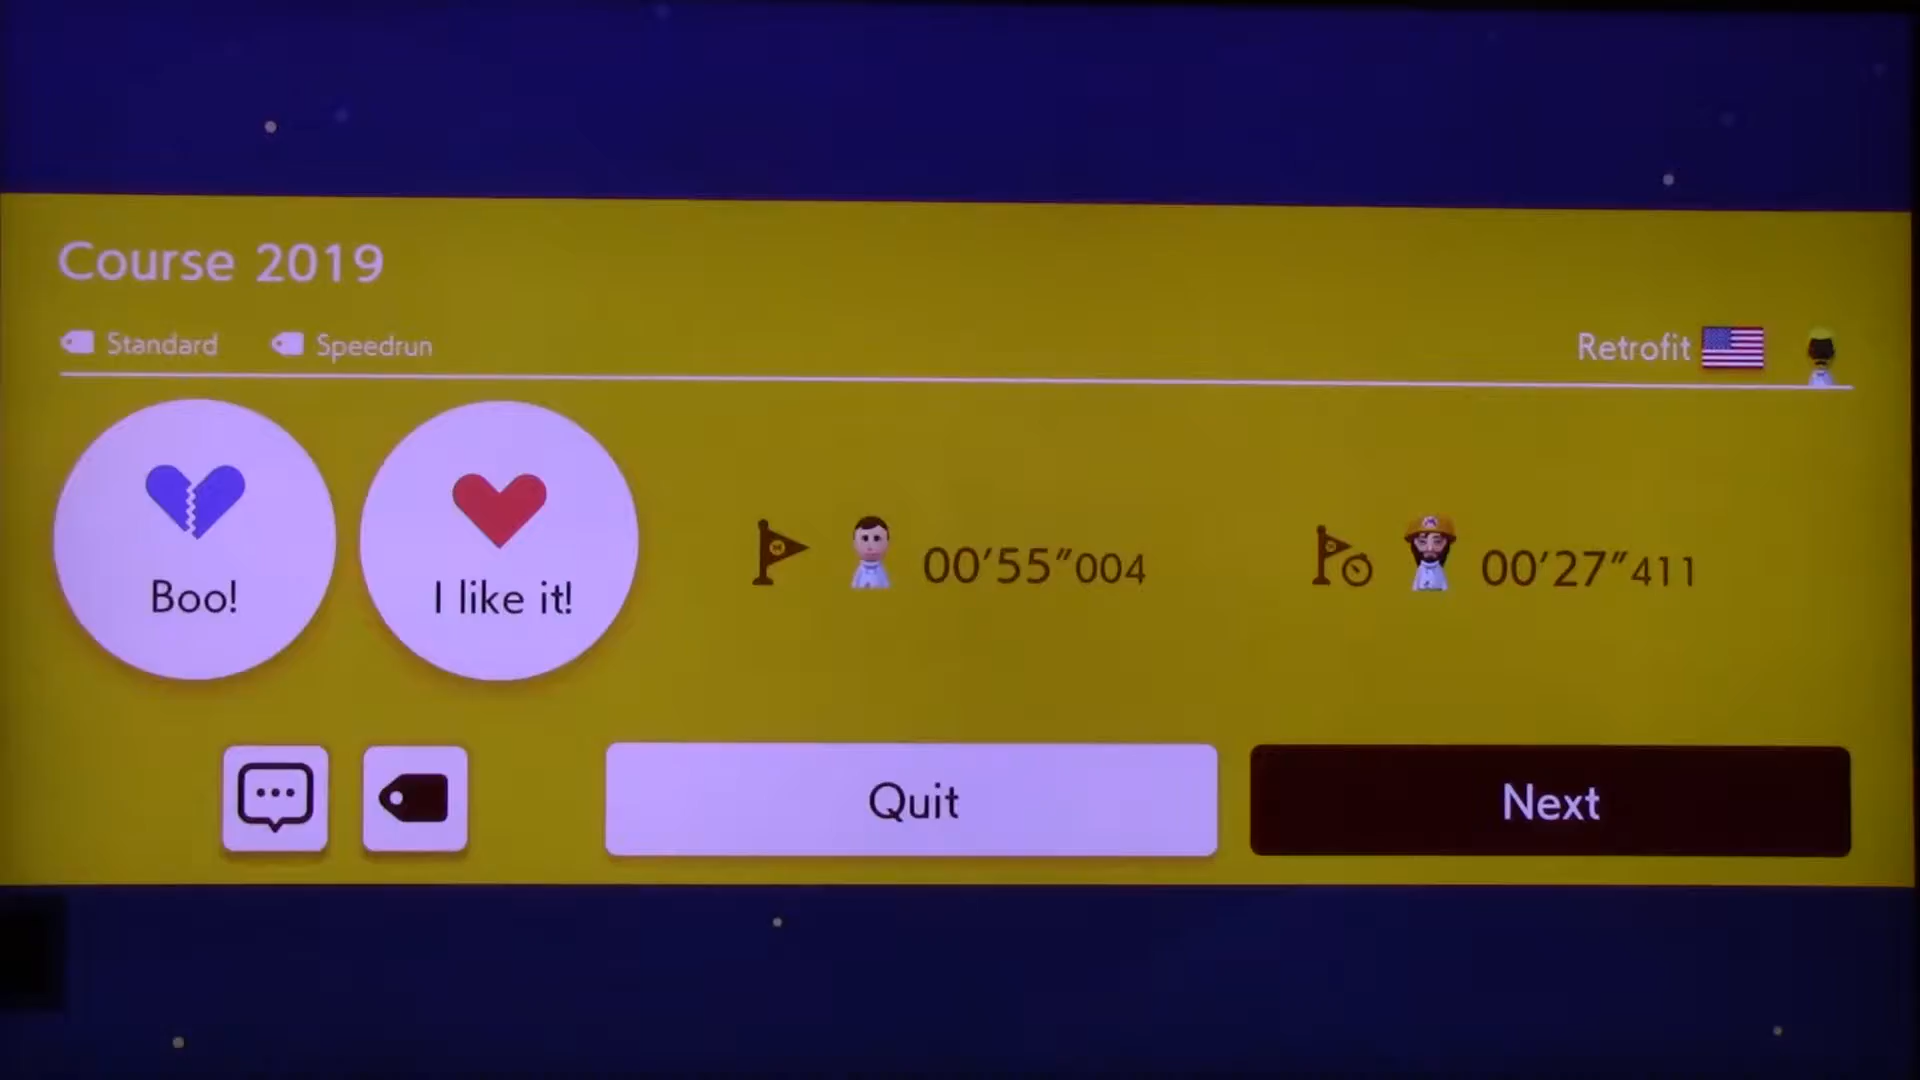 Course 2019
Standard Speedrun
Retrofit
Boo!
I like it!
00'55"004
00'27"411
Quit
Next